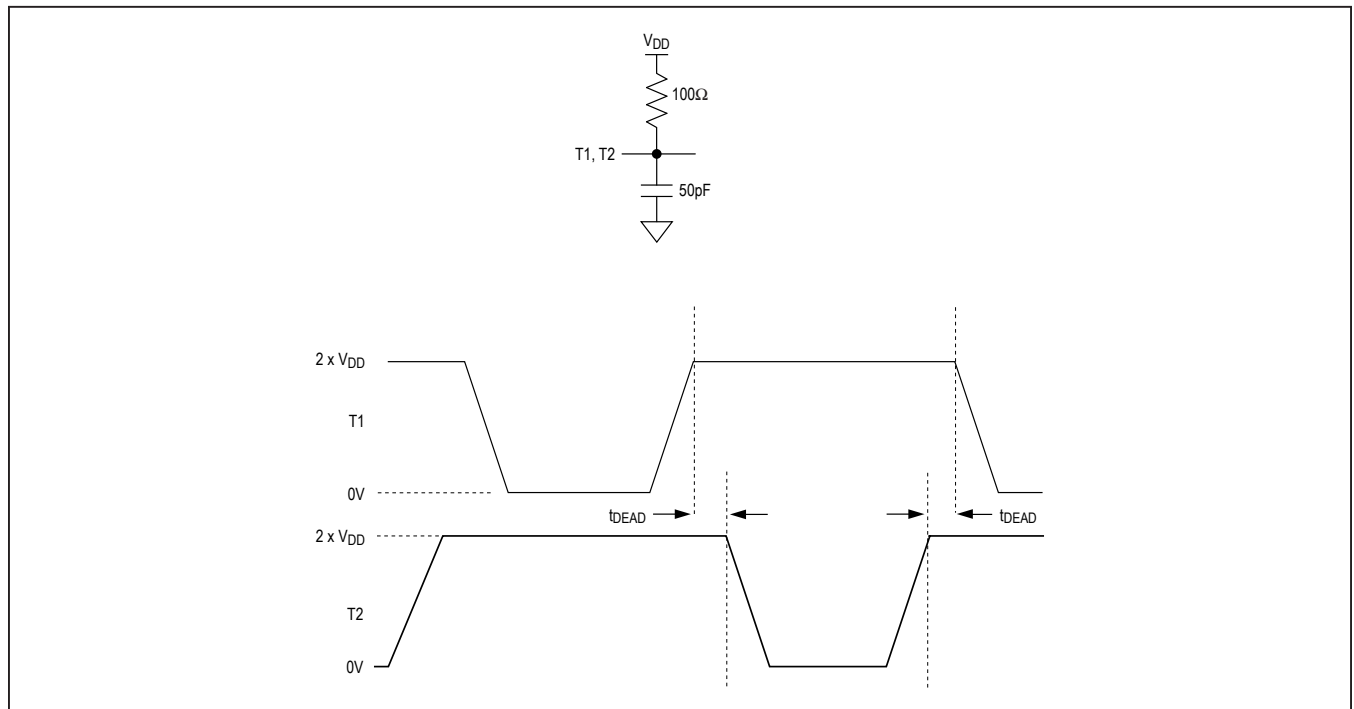 VDD
100Ω
T1, T2
50pF
2 x VDD
T1
0V
tDEAD
tDEAD
2 x VDD
T2
0V